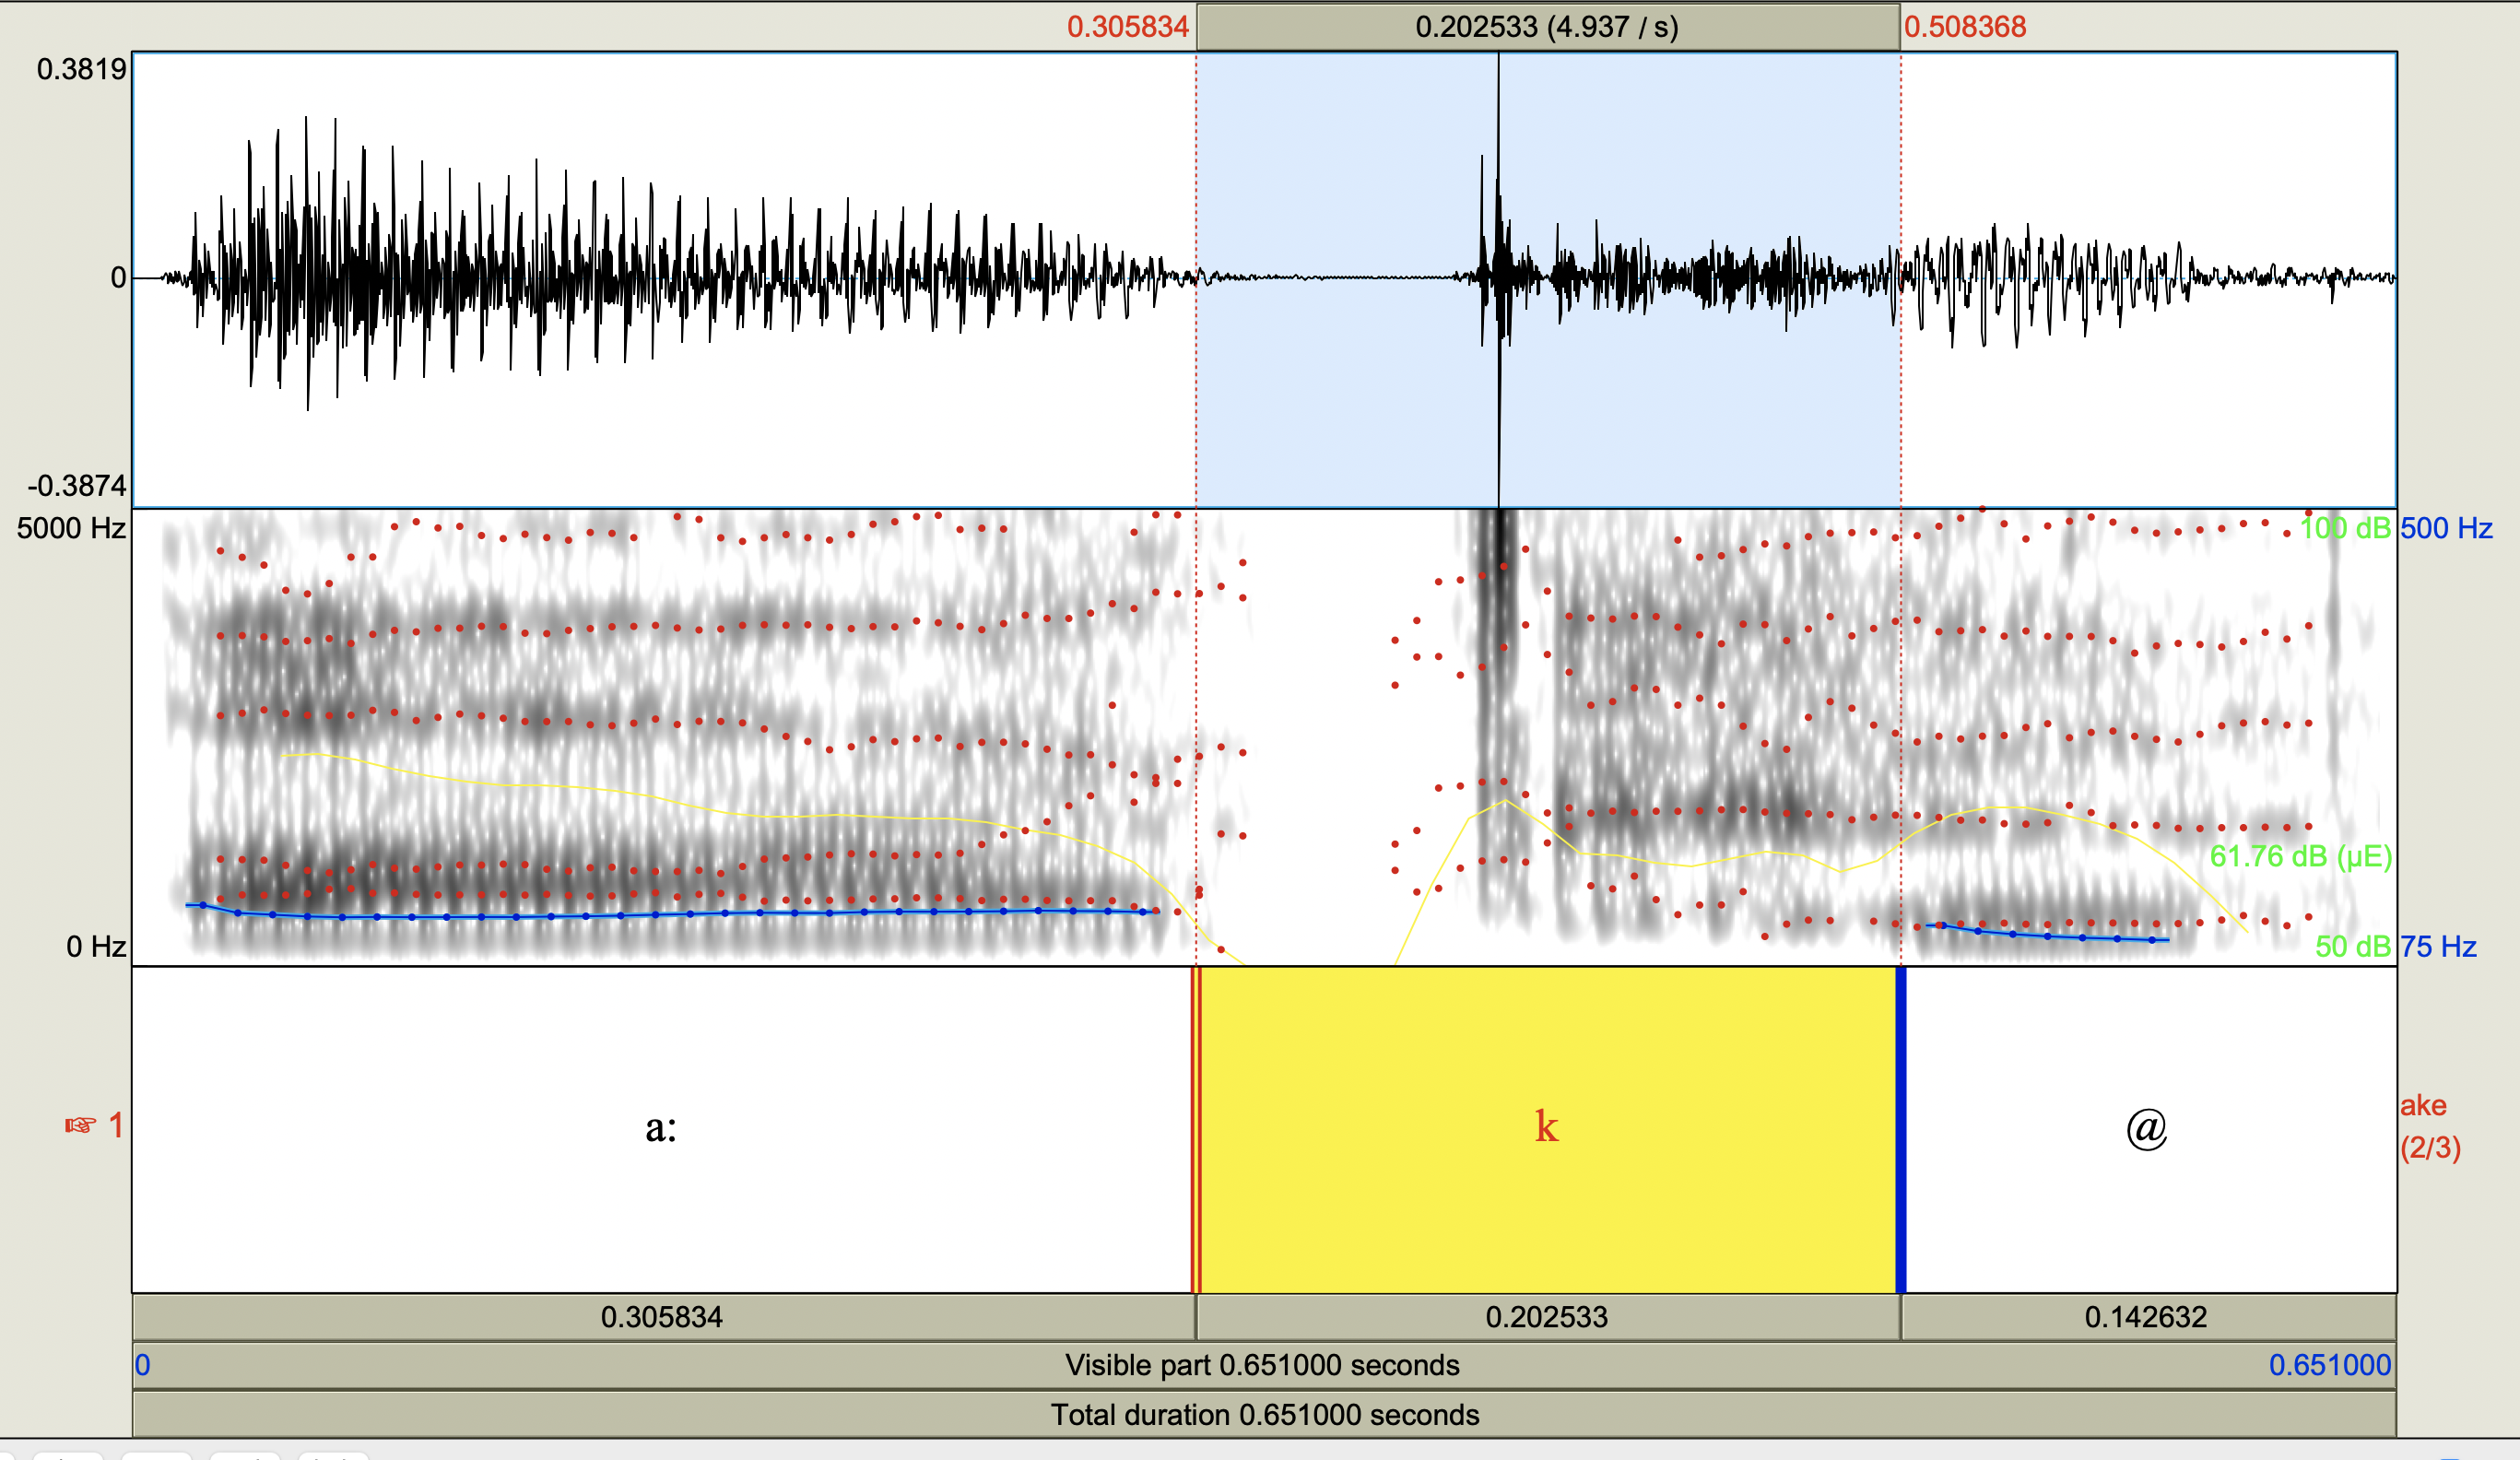 0.305834 0.202533 (4.937 / s) 0.508368
0.3819
0
-0.3874
5000 Hz 100 dB 500 Hz
61.76 dB (µE)
0 Hz 50 dB 75 Hz
☞ 1 a: k @ ake
(2/3)
0.305834 0.202533 0.142632
0 Visible part 0.651000 seconds 0.651000
Total duration 0.651000 seconds